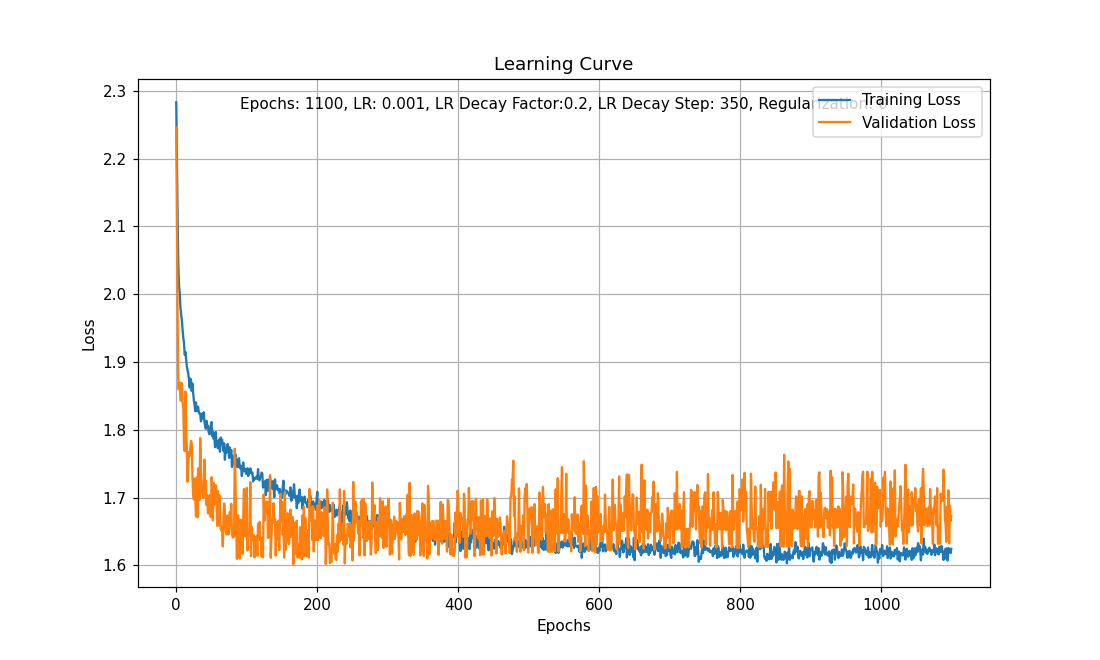 Learning Curve
Epochs: 1100, LR: 0.001, LR Decay Factor:0.2, LR Decay Step: 350, Regularization: 0
Training Loss
Validation Loss
2.3
2.2
2.1
2.0
1.9
1.8
1.7
1.6
Loss
0 200 400 600 800 1000
Epochs